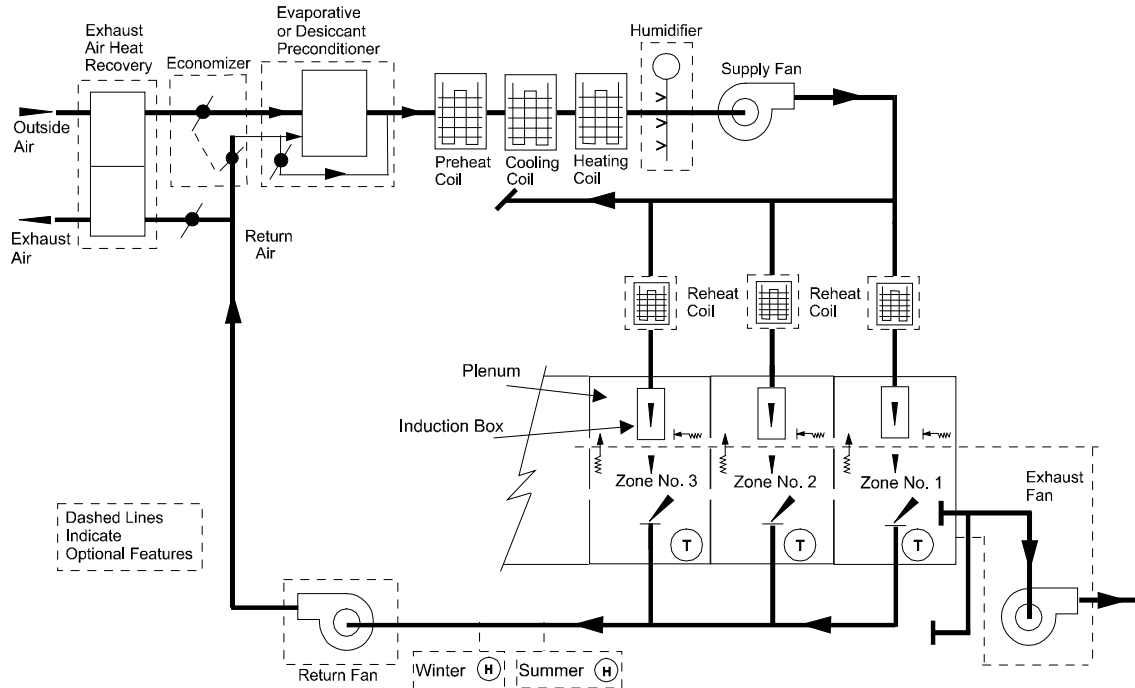 Exhaust
Air Heat
Recovery
Economizer
Evaporative
or Desiccant
Preconditioner
Humidifier
Supply Fan
Outside
Air
Preheat
Coil
Cooling
Coil
Heating
Coil
Exhaust
Air
Return
Air
Reheat
Coil
Reheat
Coil
Plenum
Induction Box
Zone No. 3
Zone No. 2
Zone No. 1
Exhaust
Fan
T
T
T
Dashed Lines
Indicate
Optional Features
Return Fan
Winter H
Summer H